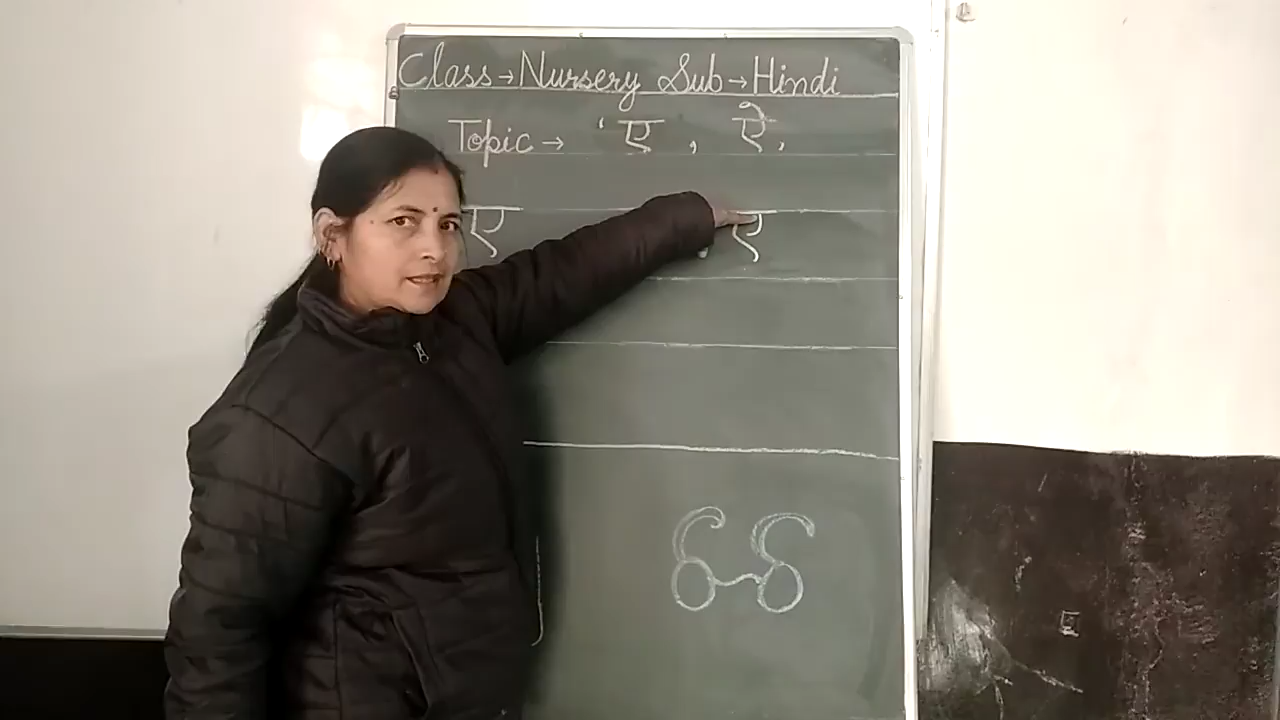 Class → Nursery Sub → Hindi
Topic → ' ए , ऐ ,
ए ए